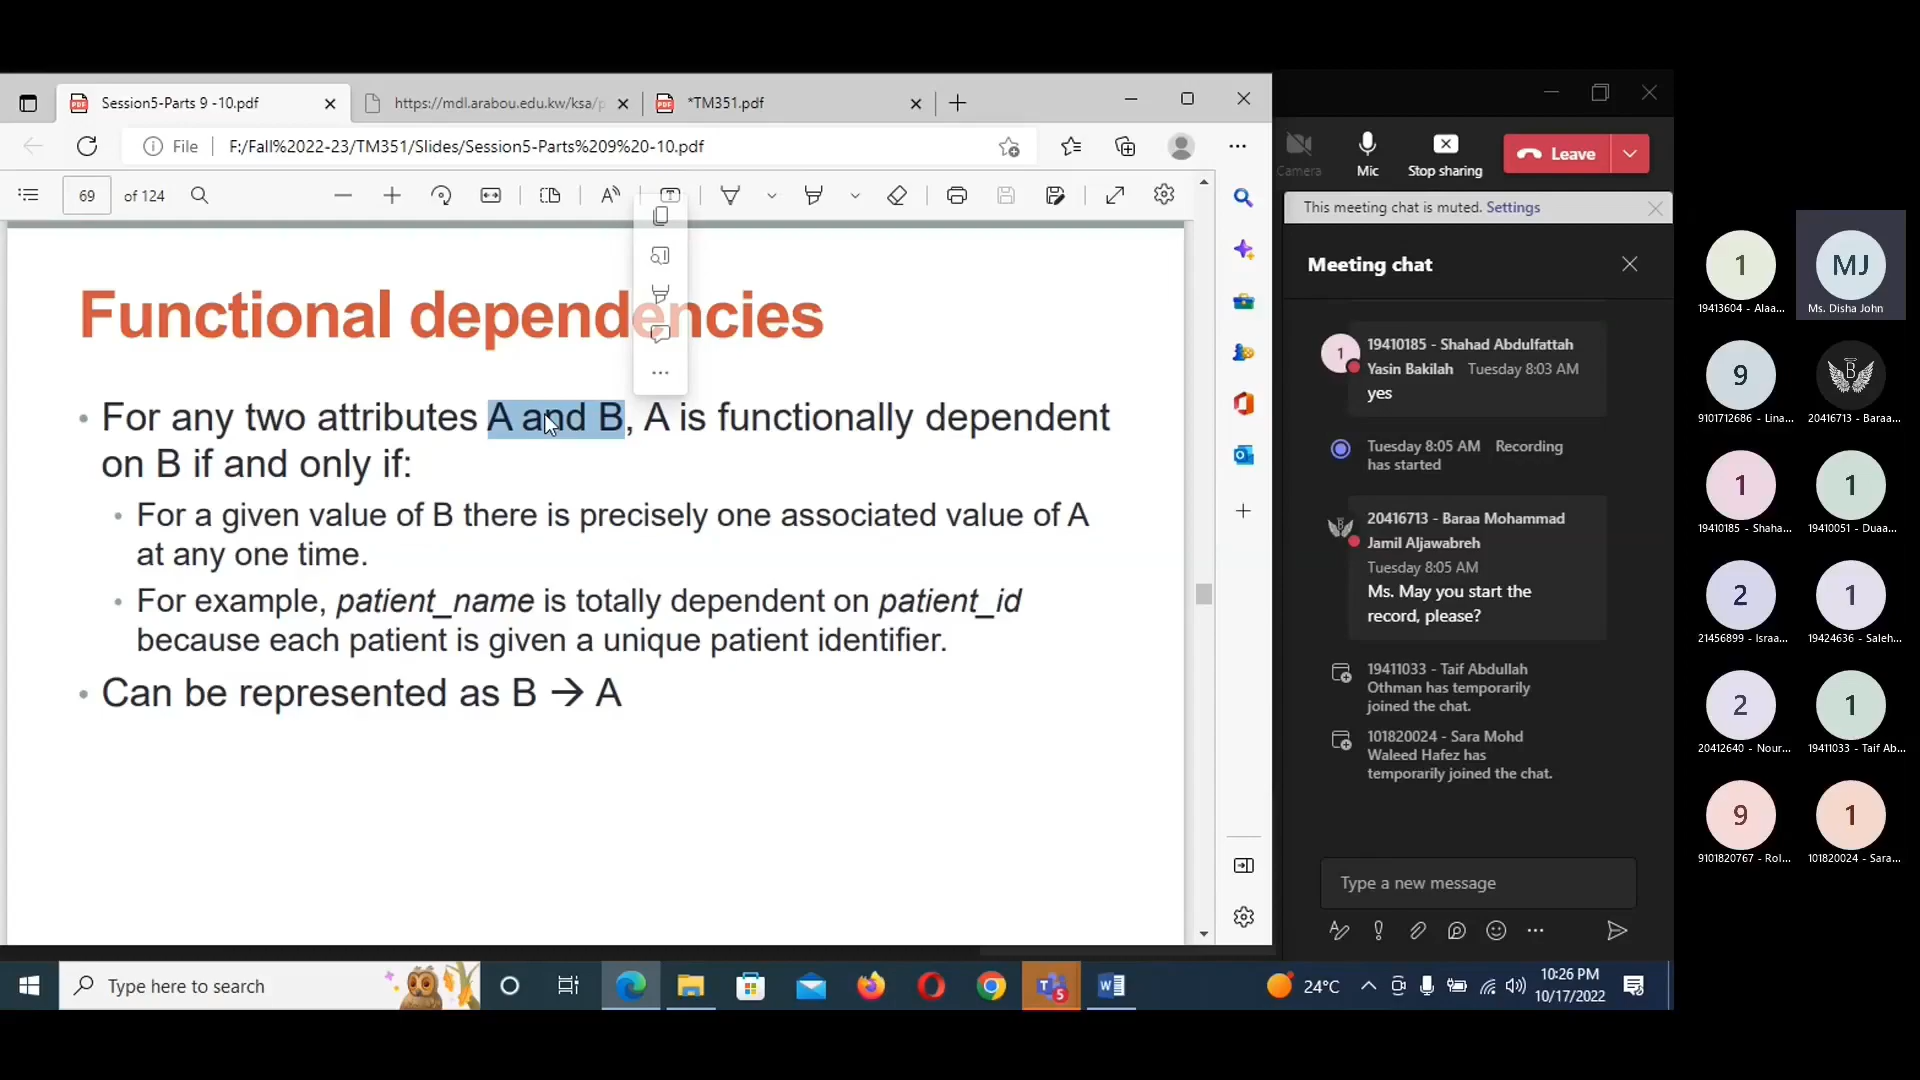 Session5-Parts 9 -10.pdf
https://mdl.arabou.edu.kw/ksa/p
*TM351.pdf
File
F:/Fall%2022-23/TM351/Slides/Session5-Parts%209%20-10.pdf
69
of 124
Functional dependencies
• For any two attributes A and B, A is functionally dependent
on B if and only if:
• For a given value of B there is precisely one associated value of A
at any one time.
• For example, patient_name is totally dependent on patient_id
because each patient is given a unique patient identifier.
• Can be represented as B → A
Camera
Mic
Stop sharing
Leave
This meeting chat is muted. Settings
Meeting chat
1
19410185 - Shahad Abdulfattah
Yasin Bakilah Tuesday 8:03 AM
yes
Tuesday 8:05 AM Recording
has started
20416713 - Baraa Mohammad
Jamil Aljawabreh
Tuesday 8:05 AM
Ms. May you start the
record, please?
19411033 - Taif Abdullah
Othman has temporarily
joined the chat.
101820024 - Sara Mohd
Waleed Hafez has
temporarily joined the chat.
Type a new message
1
19413604 - Alaa...
MJ
Ms. Disha John
9
9101712686 - Lina...
B
20416713 - Baraa...
1
19410185 - Shaha...
1
19410051 - Duaa...
2
21456899 - Israa...
1
19424636 - Saleh...
2
20412640 - Nour...
1
19411033 - Taif Ab...
9
9101820767 - Rol...
1
101820024 - Sara...
Type here to search
5
24°C
10:26 PM
10/17/2022